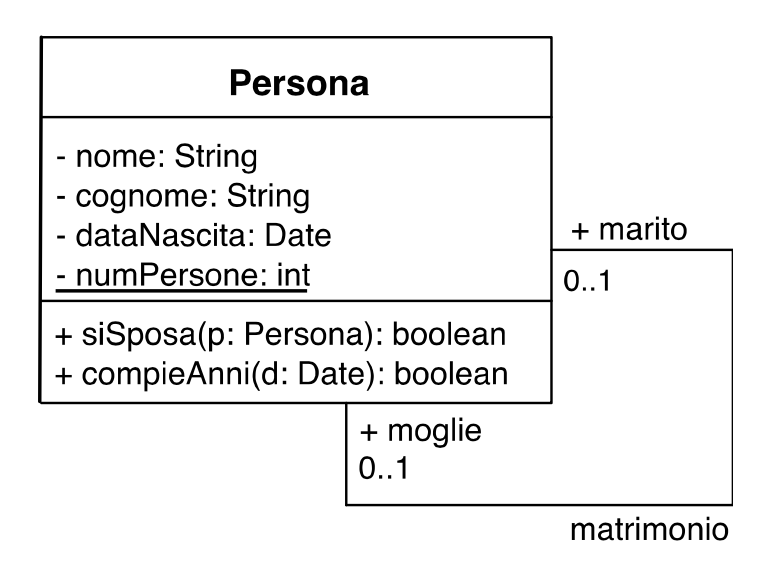 Persona
- nome: String
- cognome: String
- dataNascita: Date
- numPersone: int
+ siSposa(p: Persona): boolean
+ compieAnni(d: Date): boolean
+ marito
0..1
+ moglie
0..1
matrimonio